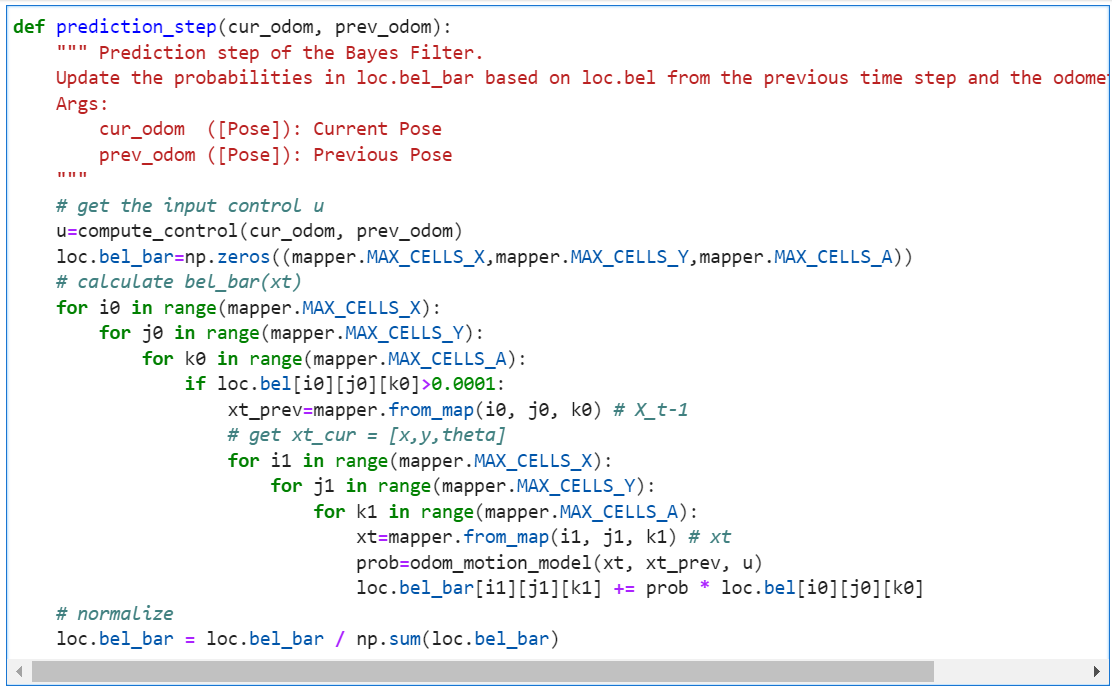 def prediction_step(cur_odom, prev_odom):
    """ Prediction step of the Bayes Filter.
    Update the probabilities in loc.bel_bar based on loc.bel from the previous time step and the
    Args:
        cur_odom  ([Pose]): Current Pose
        prev_odom ([Pose]): Previous Pose
    """
    # get the input control u
    u=compute_control(cur_odom, prev_odom)
    loc.bel_bar=np.zeros((mapper.MAX_CELLS_X,mapper.MAX_CELLS_Y,mapper.MAX_CELLS_A))
    # calculate bel_bar(xt)
    for i0 in range(mapper.MAX_CELLS_X):
        for j0 in range(mapper.MAX_CELLS_Y):
            for k0 in range(mapper.MAX_CELLS_A):
                if loc.bel[i0][j0][k0]>0.0001:
                    xt_prev=mapper.from_map(i0, j0, k0) # X_t-1
                    # get xt_cur = [x,y,theta]
                    for i1 in range(mapper.MAX_CELLS_X):
                        for j1 in range(mapper.MAX_CELLS_Y):
                            for k1 in range(mapper.MAX_CELLS_A):
                                xt=mapper.from_map(i1, j1, k1) # xt
                                prob=odom_motion_model(xt, xt_prev, u)
                                loc.bel_bar[i1][j1][k1] += prob * loc.bel[i0][j0][k0]
    # normalize
    loc.bel_bar = loc.bel_bar / np.sum(loc.bel_bar)